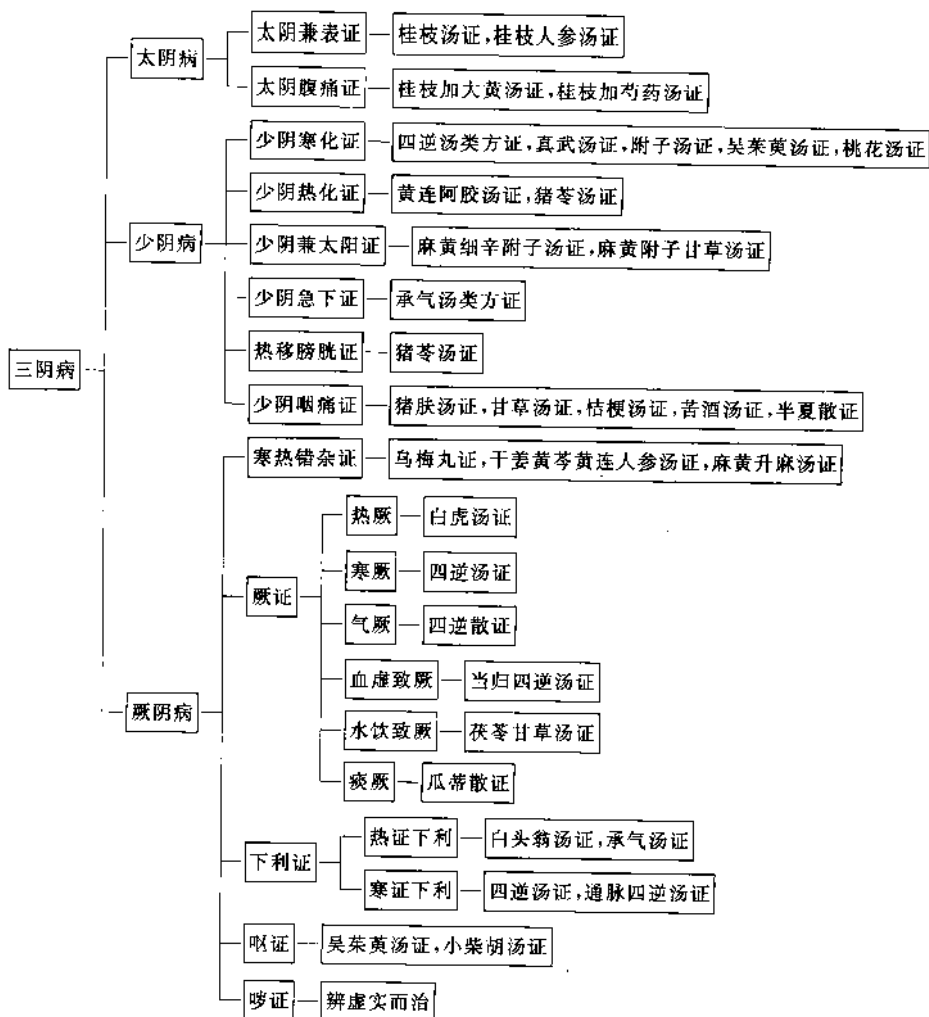 太阴兼表证 桂枝汤证,桂枝人参汤证
太阴病
太阴腹痛证 桂枝加大黄汤证,桂枝加芍药汤证
少阴寒化证 四逆汤类方证,真武汤证,附子汤证,吴茱萸汤证,桃花汤证
少阴热化证 黄连阿胶汤证,猪苓汤证
少阴病 少阴兼太阳证 麻黄细辛附子汤证,麻黄附子甘草汤证
少阴急下证 承气汤类方证
三阴病 热移膀胱证 猪苓汤证
少阴咽痛证 猪肤汤证,甘草汤证,桔梗汤证,苦酒汤证,半夏散证
寒热错杂证 乌梅丸证,干姜黄芩黄连人参汤证,麻黄升麻汤证
热厥 白虎汤证
寒厥 四逆汤证
厥证
气厥 四逆散证
血虚致厥 当归四逆汤证
厥阴病
水饮致厥 茯苓甘草汤证
痰厥 瓜蒂散证
热证下利 白头翁汤证,承气汤证
下利证
寒证下利 四逆汤证,通脉四逆汤证
呕证 吴茱萸汤证,小柴胡汤证
哕证 辨虚实而治